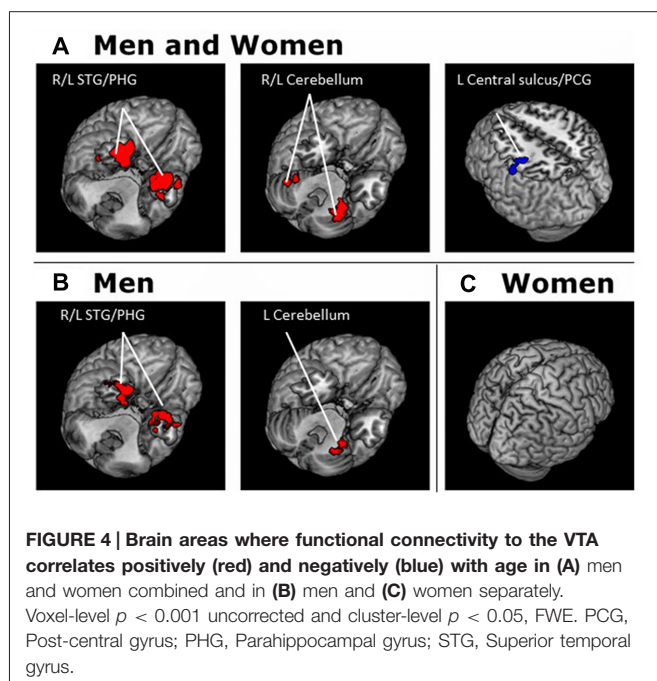 A Men and Women
R/L STG/PHG
R/L Cerebellum
L Central sulcus/PCG
B Men
C Women
R/L STG/PHG
L Cerebellum
FIGURE 4 | Brain areas where functional connectivity to the VTA
correlates positively (red) and negatively (blue) with age in (A) men
and women combined and in (B) men and (C) women separately.
Voxel-level p < 0.001 uncorrected and cluster-level p < 0.05, FWE. PCG,
Post-central gyrus; PHG, Parahippocampal gyrus; STG, Superior temporal
gyrus.